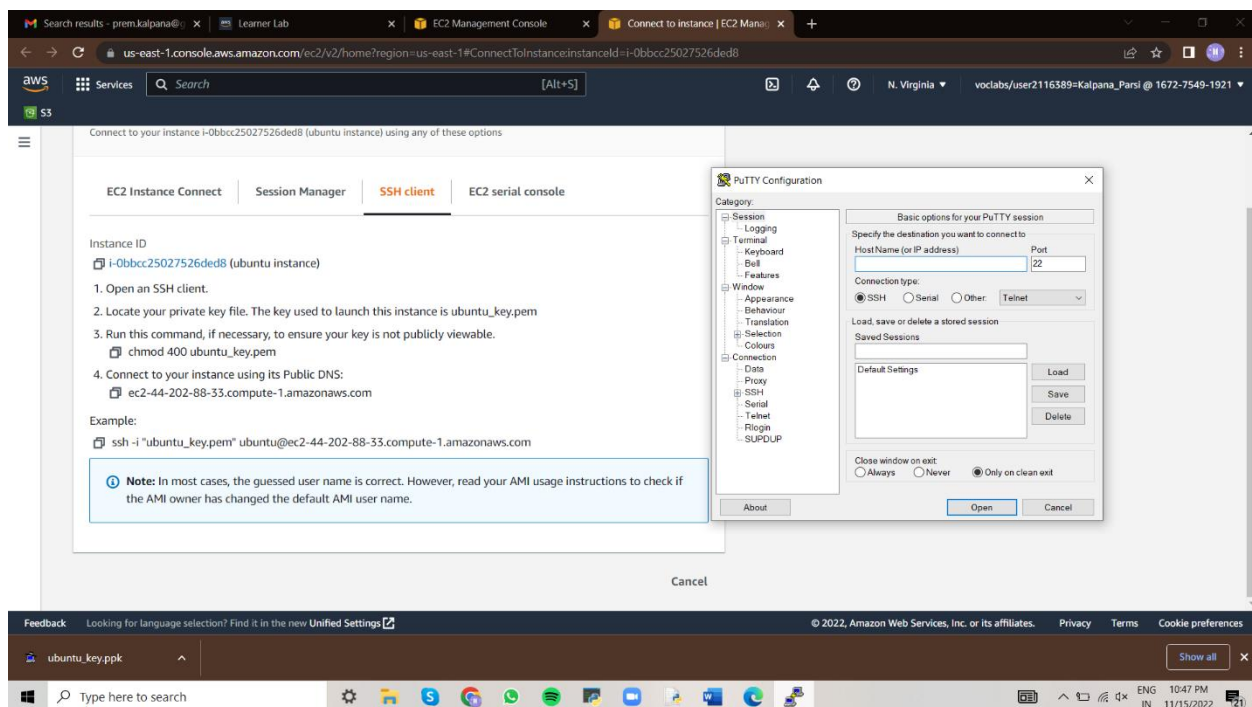 Search results - prem.kalpana@g
Learner Lab
EC2 Management Console
Connect to instance | EC2 Manag
us-east-1.console.aws.amazon.com/ec2/v2/home?region=us-east-1#ConnectToInstance:instanceId=i-0bbcc25027526ded8
aws
Services
Search
[Alt+S]
N. Virginia
voclabs/user2116389=Kalpana_Parsi @ 1672-7549-1921
S3
Connect to your instance i-0bbcc25027526ded8 (ubuntu instance) using any of these options
EC2 Instance Connect
Session Manager
SSH client
EC2 serial console
Instance ID
i-0bbcc25027526ded8 (ubuntu instance)
1. Open an SSH client.
2. Locate your private key file. The key used to launch this instance is ubuntu_key.pem
3. Run this command, if necessary, to ensure your key is not publicly viewable.
chmod 400 ubuntu_key.pem
4. Connect to your instance using its Public DNS:
ec2-44-202-88-33.compute-1.amazonaws.com
Example:
ssh -i "ubuntu_key.pem" ubuntu@ec2-44-202-88-33.compute-1.amazonaws.com
Note: In most cases, the guessed user name is correct. However, read your AMI usage instructions to check if
the AMI owner has changed the default AMI user name.
Cancel
PuTTY Configuration
Category:
Session
Logging
Terminal
Keyboard
Bell
Features
Window
Appearance
Behaviour
Translation
Selection
Colours
Connection
Data
Proxy
SSH
Serial
Telnet
Rlogin
SUPDUP
Basic options for your PuTTY session
Specify the destination you want to connect to
Host Name (or IP address)
Port
22
Connection type:
SSH
Serial
Other:
Telnet
Load, save or delete a stored session
Saved Sessions
Default Settings
Load
Save
Delete
Close window on exit:
Always
Never
Only on clean exit
About
Open
Cancel
Feedback
Looking for language selection? Find it in the new Unified Settings
© 2022, Amazon Web Services, Inc. or its affiliates.
Privacy
Terms
Cookie preferences
ubuntu_key.ppk
Show all
Type here to search
ENG
IN
10:47 PM
11/15/2022
21